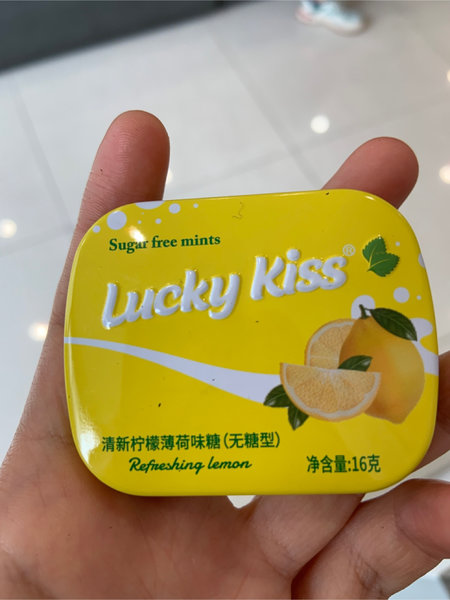 Sugar free mints
Lucky Kiss®
清新柠檬薄荷味糖(无糖型)
Refreshing lemon
净含量:16克